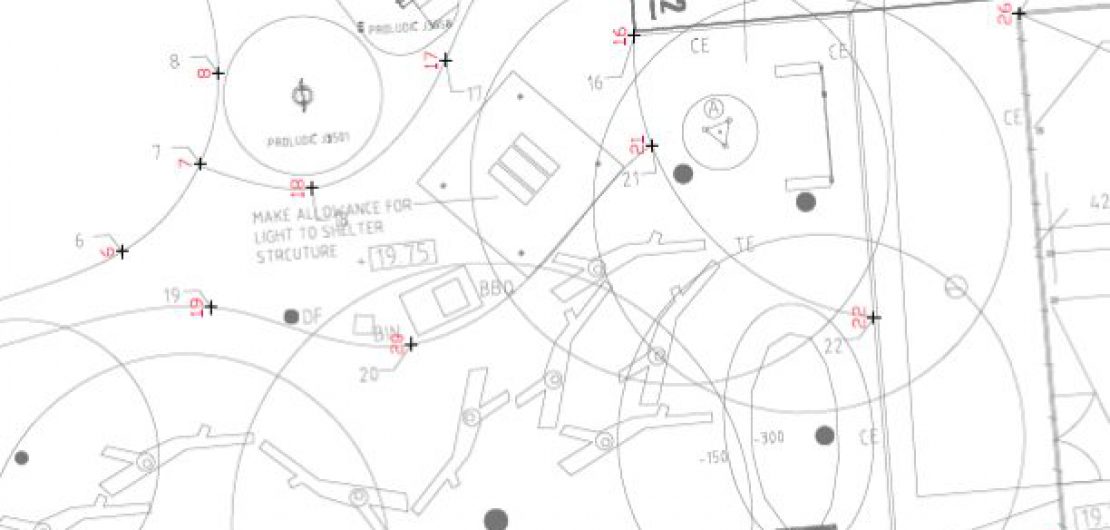 26
12
16
CE
CE
PROLUDIC J3656
17
8
8
A
16
17
CE
PROLUDIC J3501
21
7
7
21
18
MAKE ALLOWANCE FOR
LIGHT TO SHELTER
STRCUTURE
42
6
6
TE
+ 19 75
BBQ
19
19
DF
BIN
20
22
22
20
-300
CE
-150
19